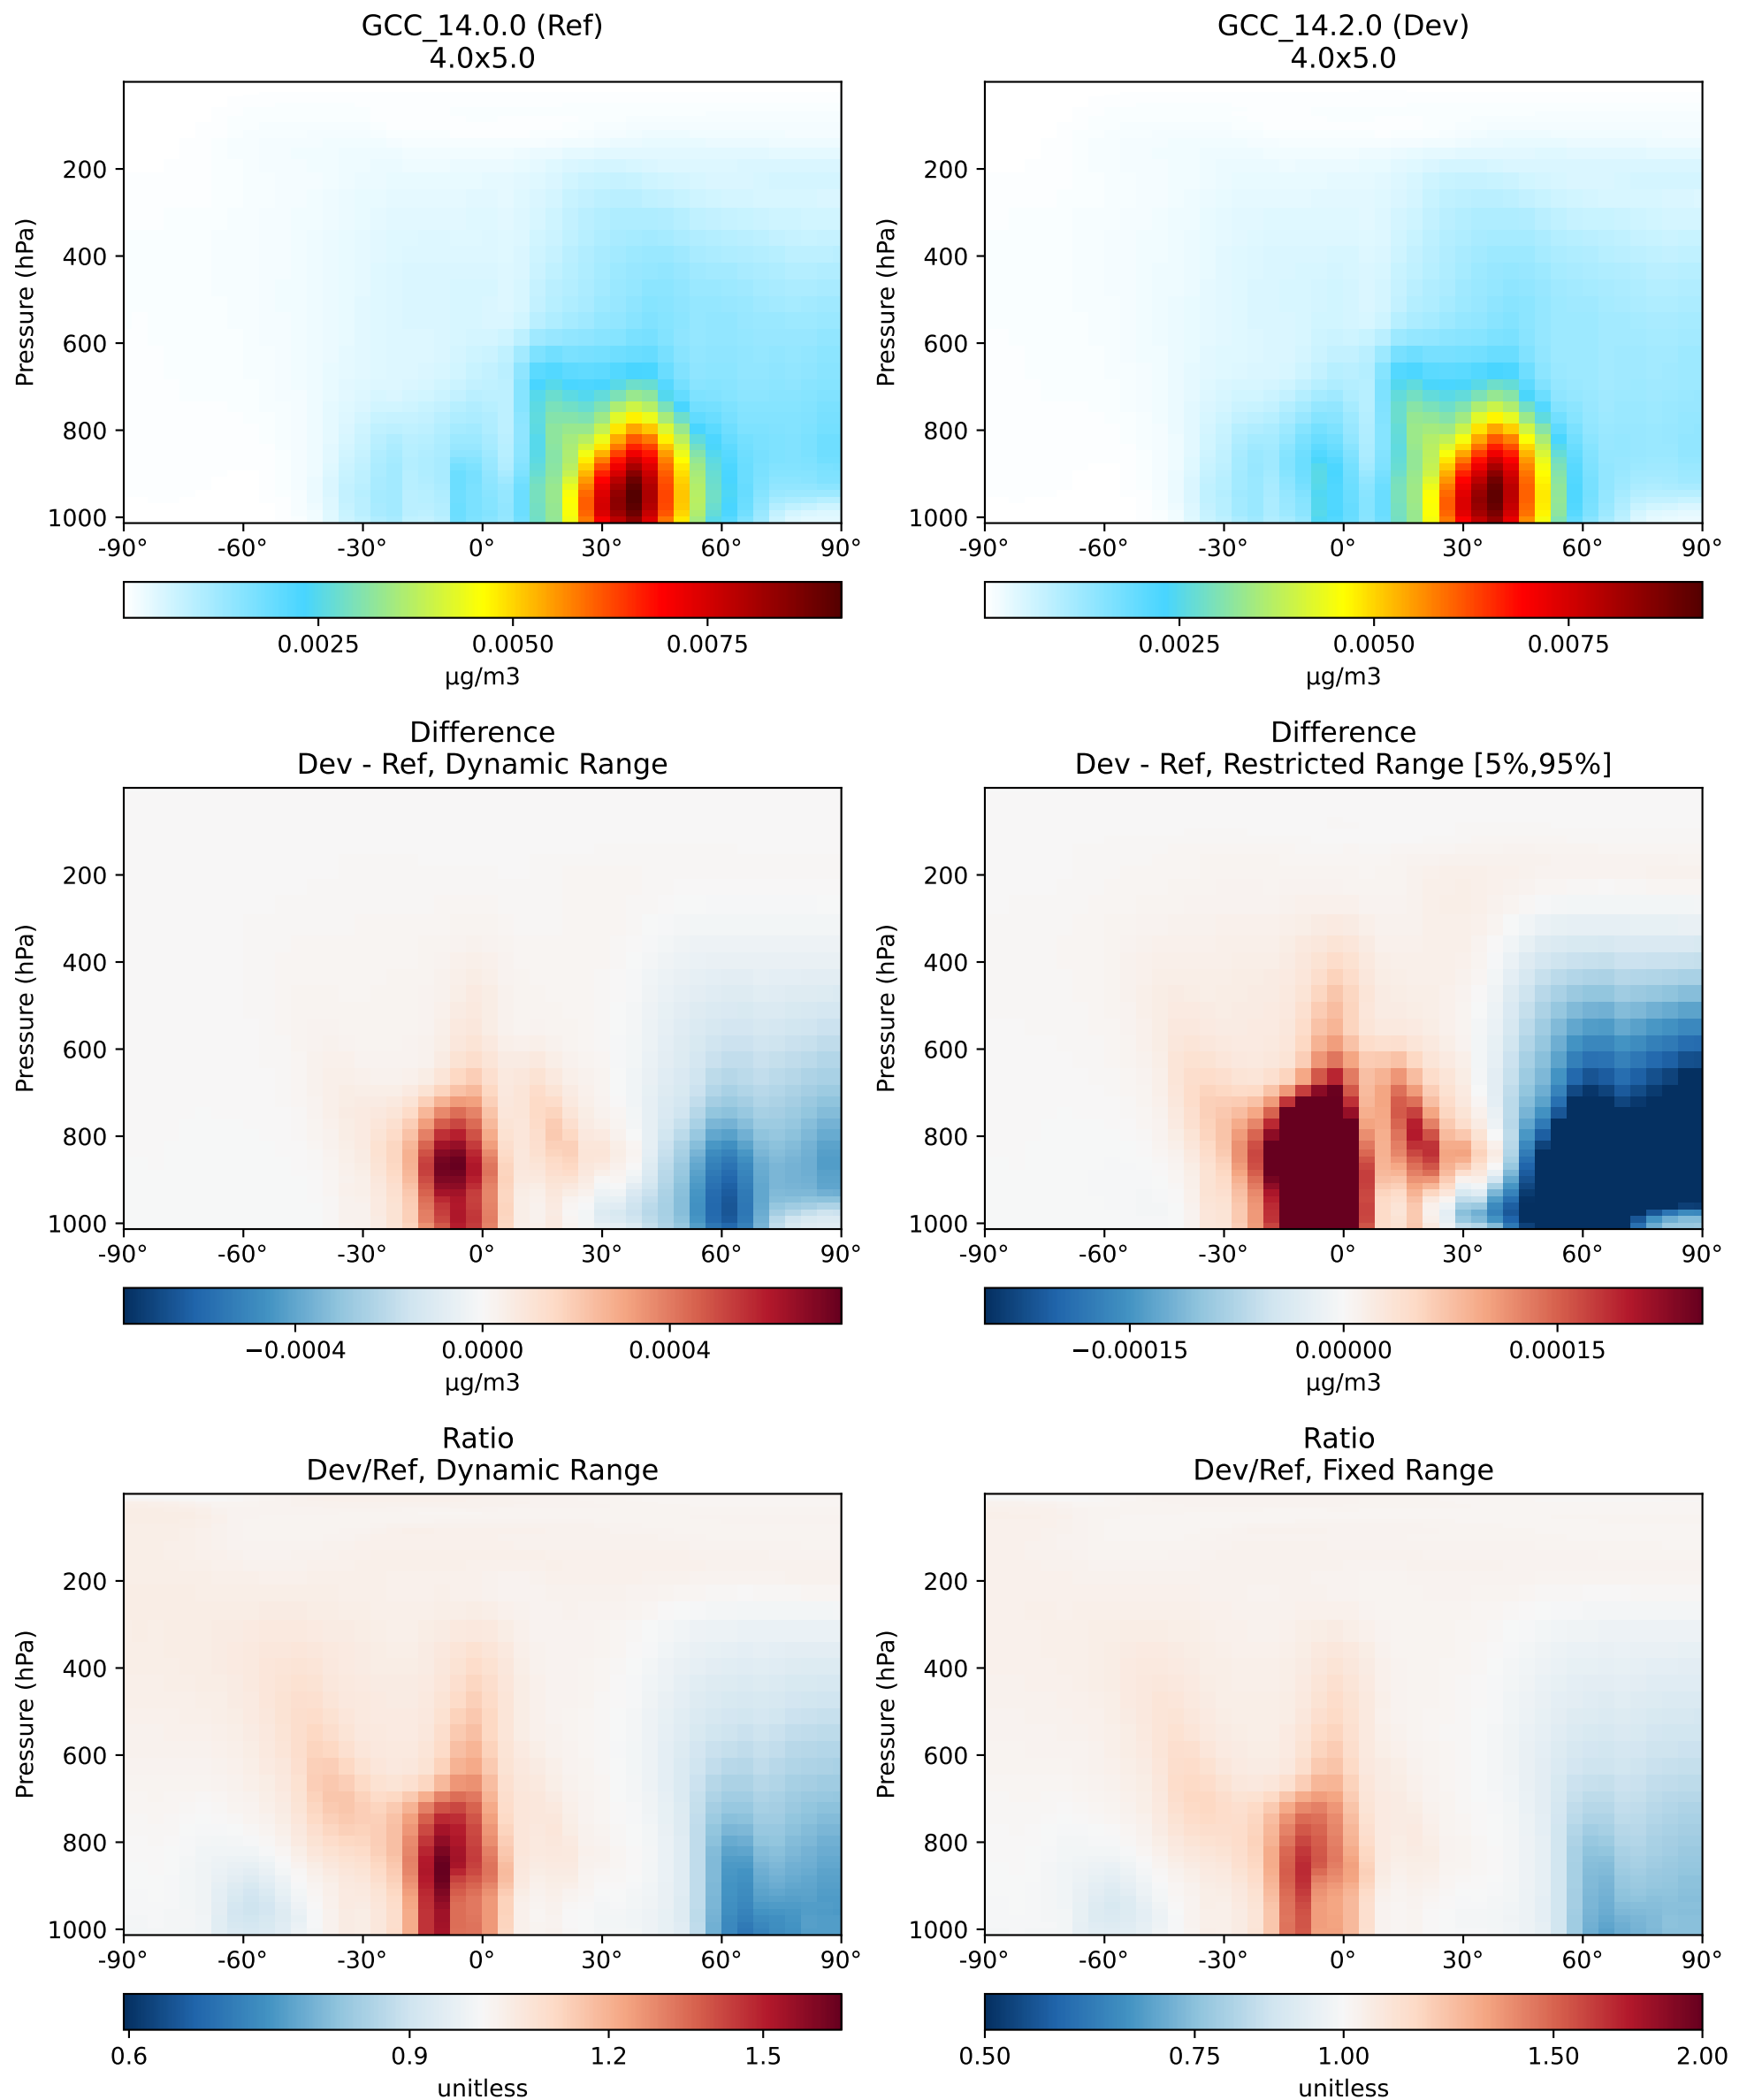 GCC_14.0.0 (Ref)
4.0x5.0
Pressure (hPa)
200
400
600
800
1000
-90° -60° -30° 0° 30° 60° 90°
0.0025 0.0050 0.0075
µg/m3
GCC_14.2.0 (Dev)
4.0x5.0
Pressure (hPa)
200
400
600
800
1000
-90° -60° -30° 0° 30° 60° 90°
0.0025 0.0050 0.0075
µg/m3
Difference
Dev - Ref, Dynamic Range
Pressure (hPa)
200
400
600
800
1000
-90° -60° -30° 0° 30° 60° 90°
−0.0004 0.0000 0.0004
µg/m3
Difference
Dev - Ref, Restricted Range [5%,95%]
Pressure (hPa)
200
400
600
800
1000
-90° -60° -30° 0° 30° 60° 90°
−0.00015 0.00000 0.00015
µg/m3
Ratio
Dev/Ref, Dynamic Range
Pressure (hPa)
200
400
600
800
1000
-90° -60° -30° 0° 30° 60° 90°
0.6 0.9 1.2 1.5
unitless
Ratio
Dev/Ref, Fixed Range
Pressure (hPa)
200
400
600
800
1000
-90° -60° -30° 0° 30° 60° 90°
0.50 0.75 1.00 1.50 2.00
unitless